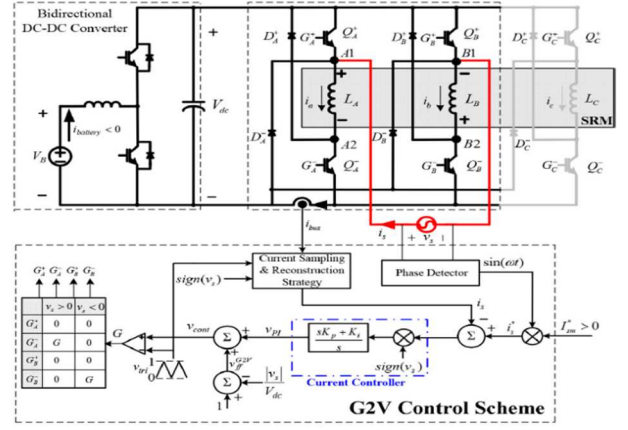 Bidirectional
DC-DC Converter
+
V_B
−
i_battery < 0
+
V_dc
−
D_A^+ G_A^+ Q_A^+
A1
+
i_a L_A
−
A2
D_A^- G_A^- Q_A^-
D_B^+ G_B^+ Q_B^+
B1
−
i_b L_B
+
B2
D_B^- G_B^- Q_B^-
D_C^+ G_C^+ Q_C^+
i_c L_C
SRM
D_C^- G_C^- Q_C^-
i_bus
i_s + v_s −
Current Sampling
& Reconstruction
Strategy
sign(v_s)
Phase Detector
sin(ωt)
i_s
G_A^+ G_A^- G_B^+ G_B^-
v_s > 0 v_s < 0
G_A^+ 0 0
G_A^- G 0
G_B^+ 0 0
G_B^- 0 G
G
v_tri 1
0
v_cont
Σ
+
+
v_PI
sK_p + K_i
s
sign(v_s)
Current Controller
Σ
−
+
i_s^*
I_sm^* > 0
v_ff^G2V
Σ
−
+
1
|v_s|
V_dc
G2V Control Scheme